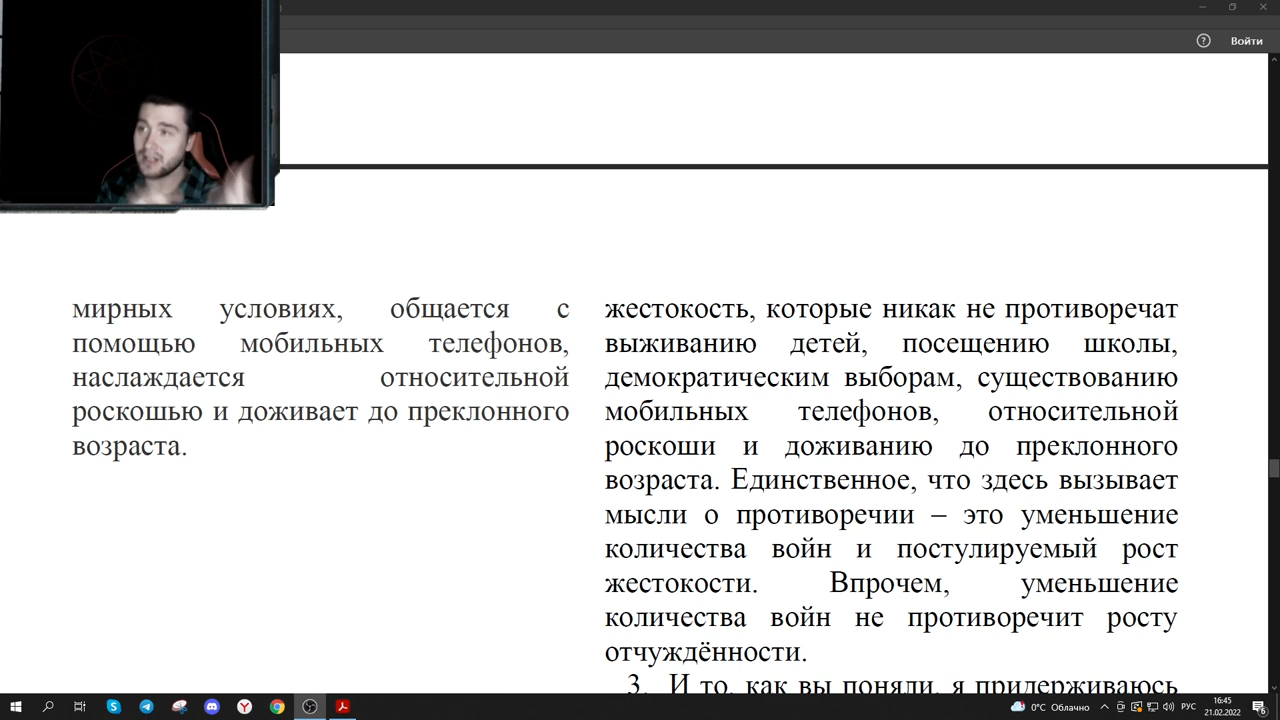 Войти
мирных условиях, общается с
помощью мобильных телефонов,
наслаждается относительной
роскошью и доживает до преклонного
возраста.
жестокость, которые никак не противоречат
выживанию детей, посещению школы,
демократическим выборам, существованию
мобильных телефонов, относительной
роскоши и доживанию до преклонного
возраста. Единственное, что здесь вызывает
мысли о противоречии – это уменьшение
количества войн и постулируемый рост
жестокости. Впрочем, уменьшение
количества войн не противоречит росту
отчуждённости.
3. И то, как вы поняли, я придерживаюсь
0°C Облачно
РУС
16:45
21.02.2022
6